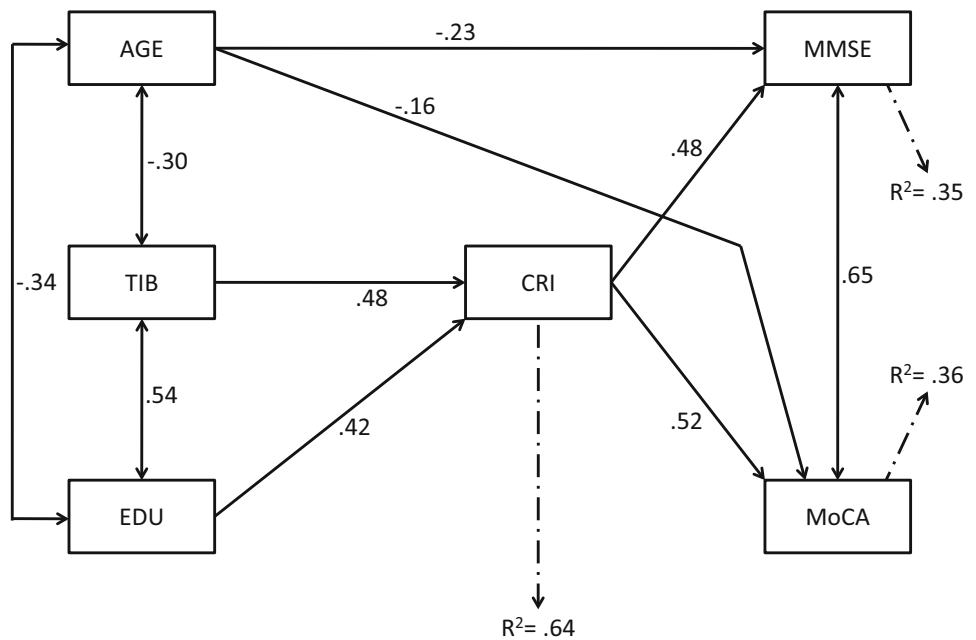 AGE
-.23
MMSE
-.16
.48
-.30
R²= .35
-.34
TIB
.48
CRI
.65
R²= .36
.54
.42
.52
EDU
MoCA
R²= .64